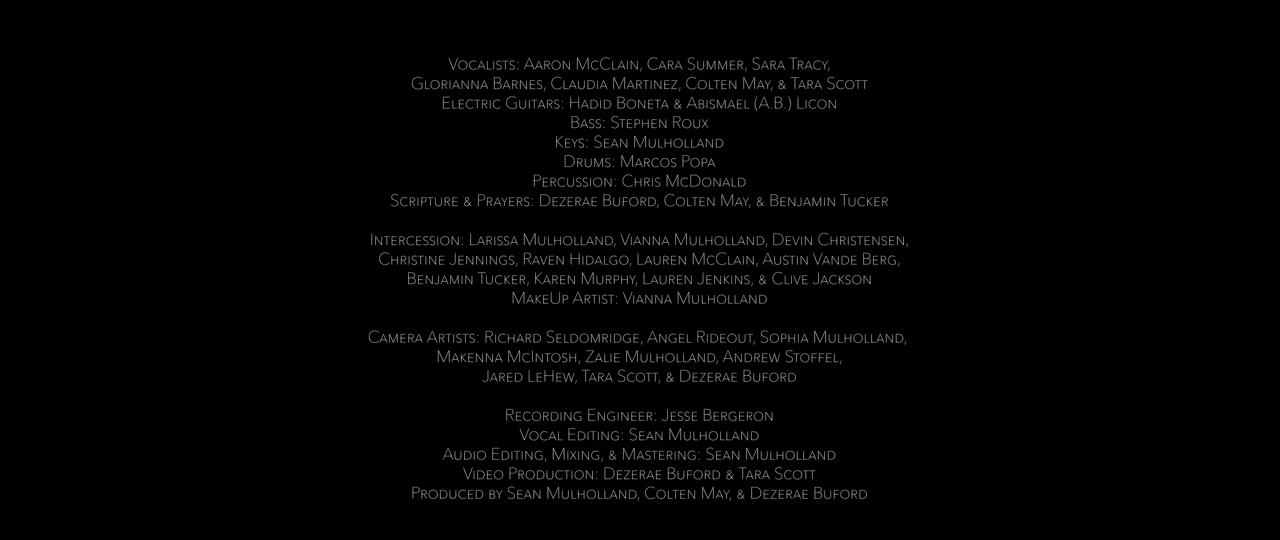 Vocalists: Aaron McClain, Cara Summer, Sara Tracy,
Glorianna Barnes, Claudia Martinez, Colten May, & Tara Scott
Electric Guitars: Hadid Boneta & Abismael (A.B.) Licon
Bass: Stephen Roux
Keys: Sean Mulholland
Drums: Marcos Popa
Percussion: Chris McDonald
Scripture & Prayers: Dezerae Buford, Colten May, & Benjamin Tucker
Intercession: Larissa Mulholland, Vianna Mulholland, Devin Christensen,
Christine Jennings, Raven Hidalgo, Lauren McClain, Austin Vande Berg,
Benjamin Tucker, Karen Murphy, Lauren Jenkins, & Clive Jackson
MakeUp Artist: Vianna Mulholland
Camera Artists: Richard Seldomridge, Angel Rideout, Sophia Mulholland,
Makenna McIntosh, Zalie Mulholland, Andrew Stoffel,
Jared LeHew, Tara Scott, & Dezerae Buford
Recording Engineer: Jesse Bergeron
Vocal Editing: Sean Mulholland
Audio Editing, Mixing, & Mastering: Sean Mulholland
Video Production: Dezerae Buford & Tara Scott
Produced by Sean Mulholland, Colten May, & Dezerae Buford